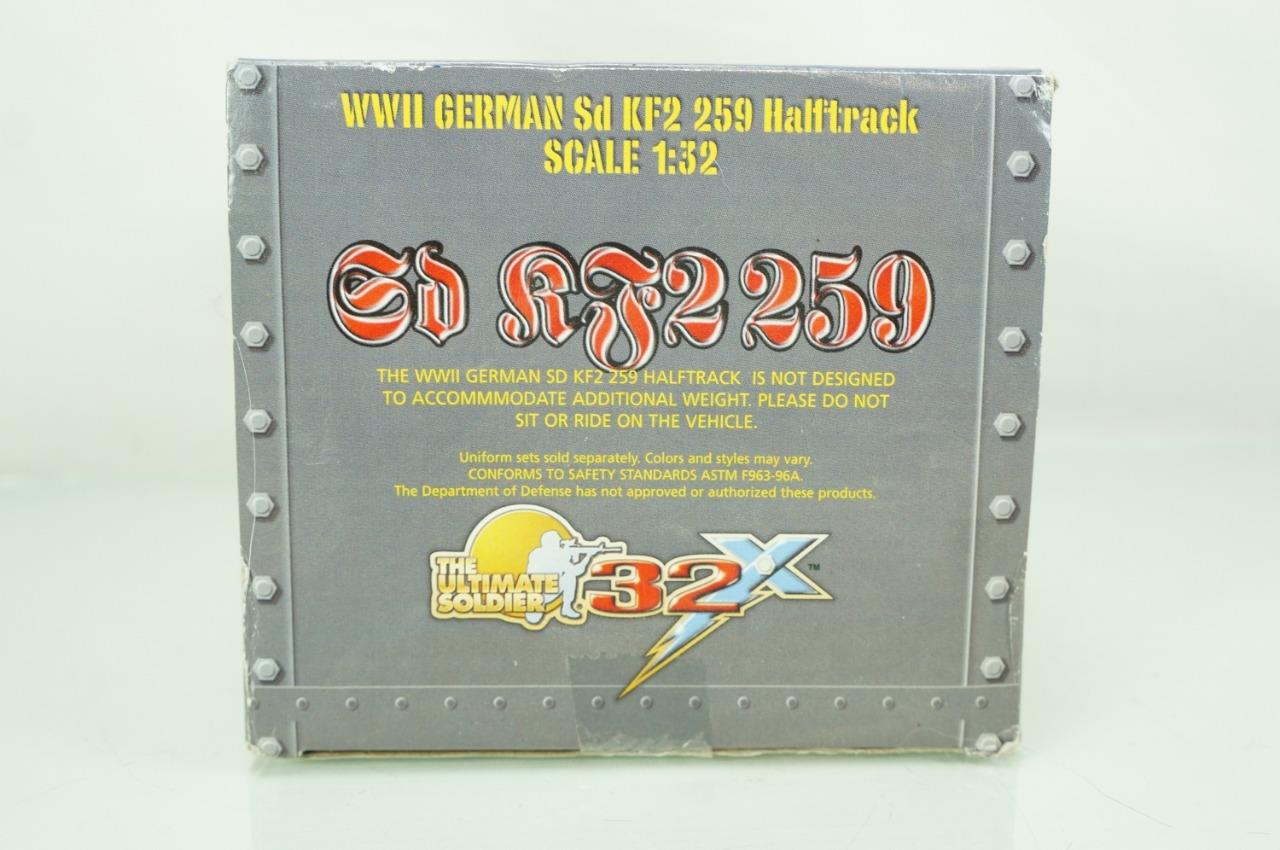 WWII GERMAN Sd KF2 259 Halftrack
SCALE 1:32
Sd KF2 259
THE WWII GERMAN SD KF2 259 HALFTRACK IS NOT DESIGNED
TO ACCOMMMODATE ADDITIONAL WEIGHT. PLEASE DO NOT
SIT OR RIDE ON THE VEHICLE.
Uniform sets sold separately. Colors and styles may vary.
CONFORMS TO SAFETY STANDARDS ASTM F963-96A.
The Department of Defense has not approved or authorized these products.
THE
ULTIMATE
SOLDIER
32X™